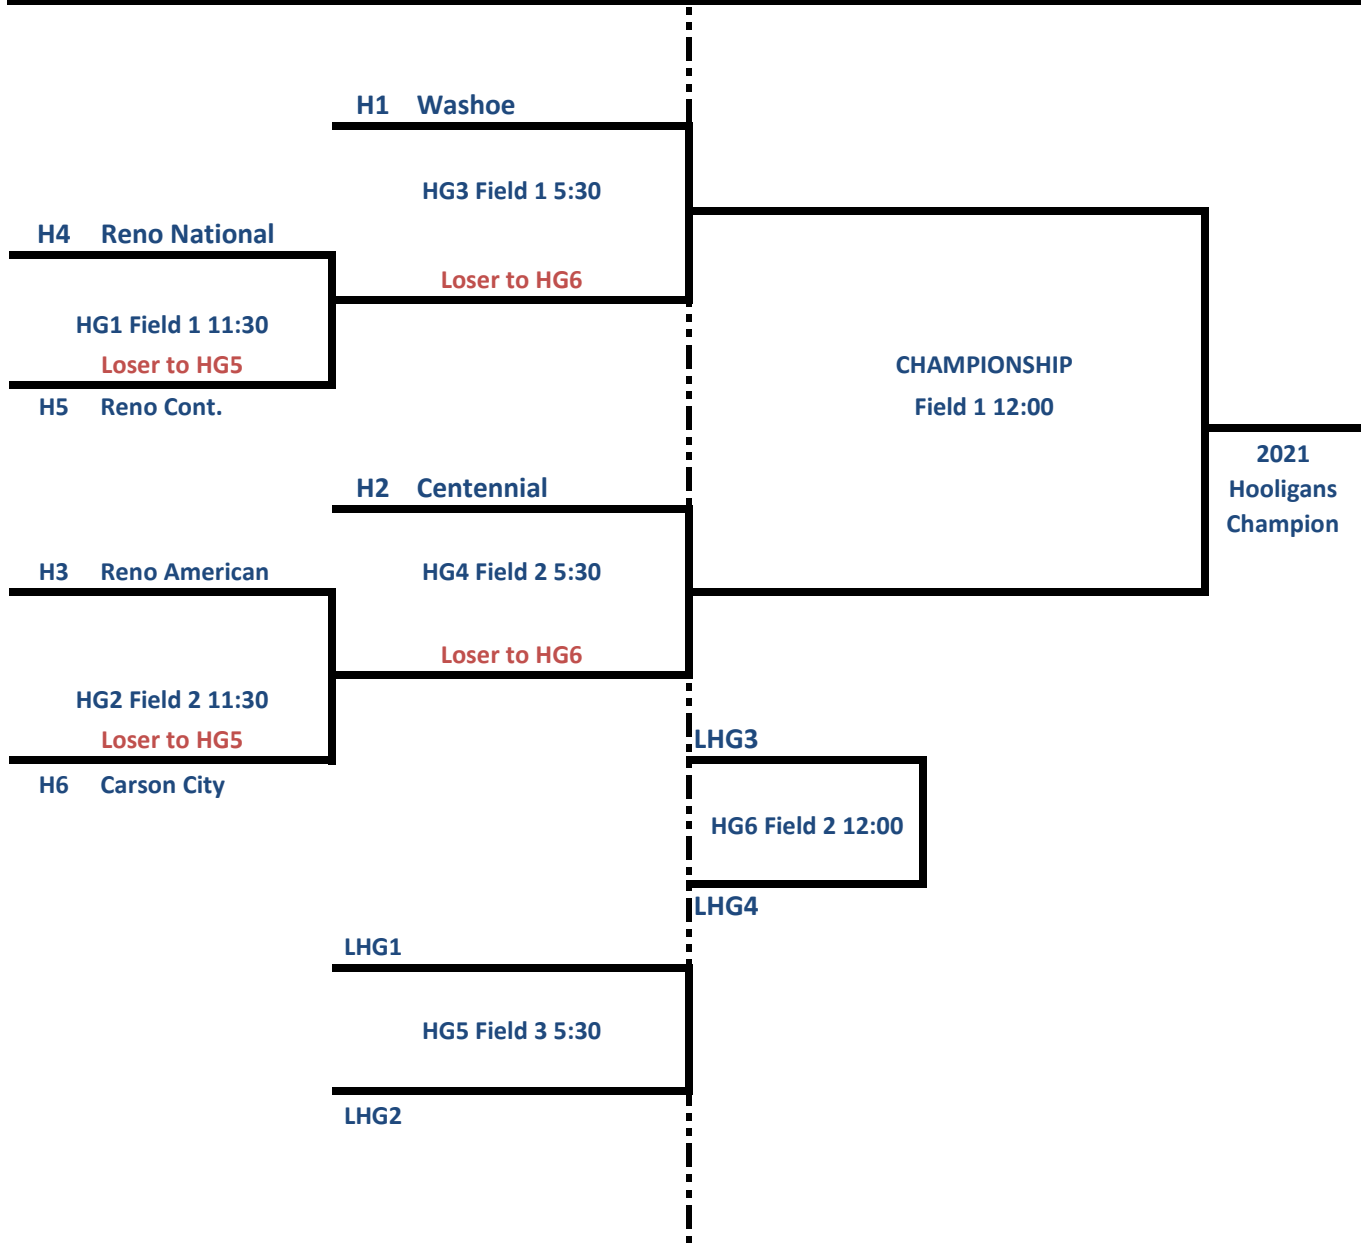 H1 Washoe
HG3 Field 1 5:30
H4 Reno National
Loser to HG6
HG1 Field 1 11:30
Loser to HG5
H5 Reno Cont.
CHAMPIONSHIP
Field 1 12:00
2021
Hooligans
Champion
H2 Centennial
H3 Reno American
HG4 Field 2 5:30
Loser to HG6
HG2 Field 2 11:30
Loser to HG5
H6 Carson City
LHG3
HG6 Field 2 12:00
LHG4
LHG1
HG5 Field 3 5:30
LHG2